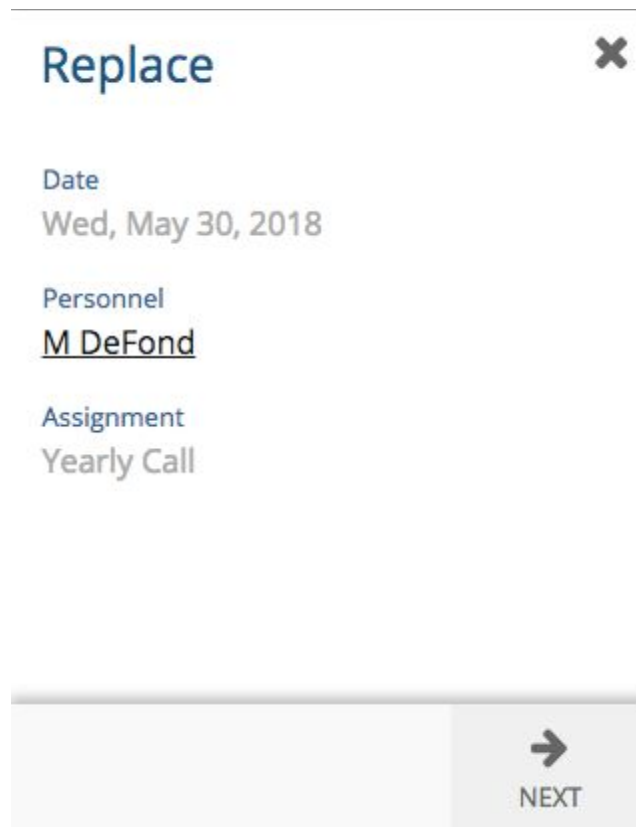 Replace
Date
Wed, May 30, 2018
Personnel
M DeFond
Assignment
Yearly Call
NEXT